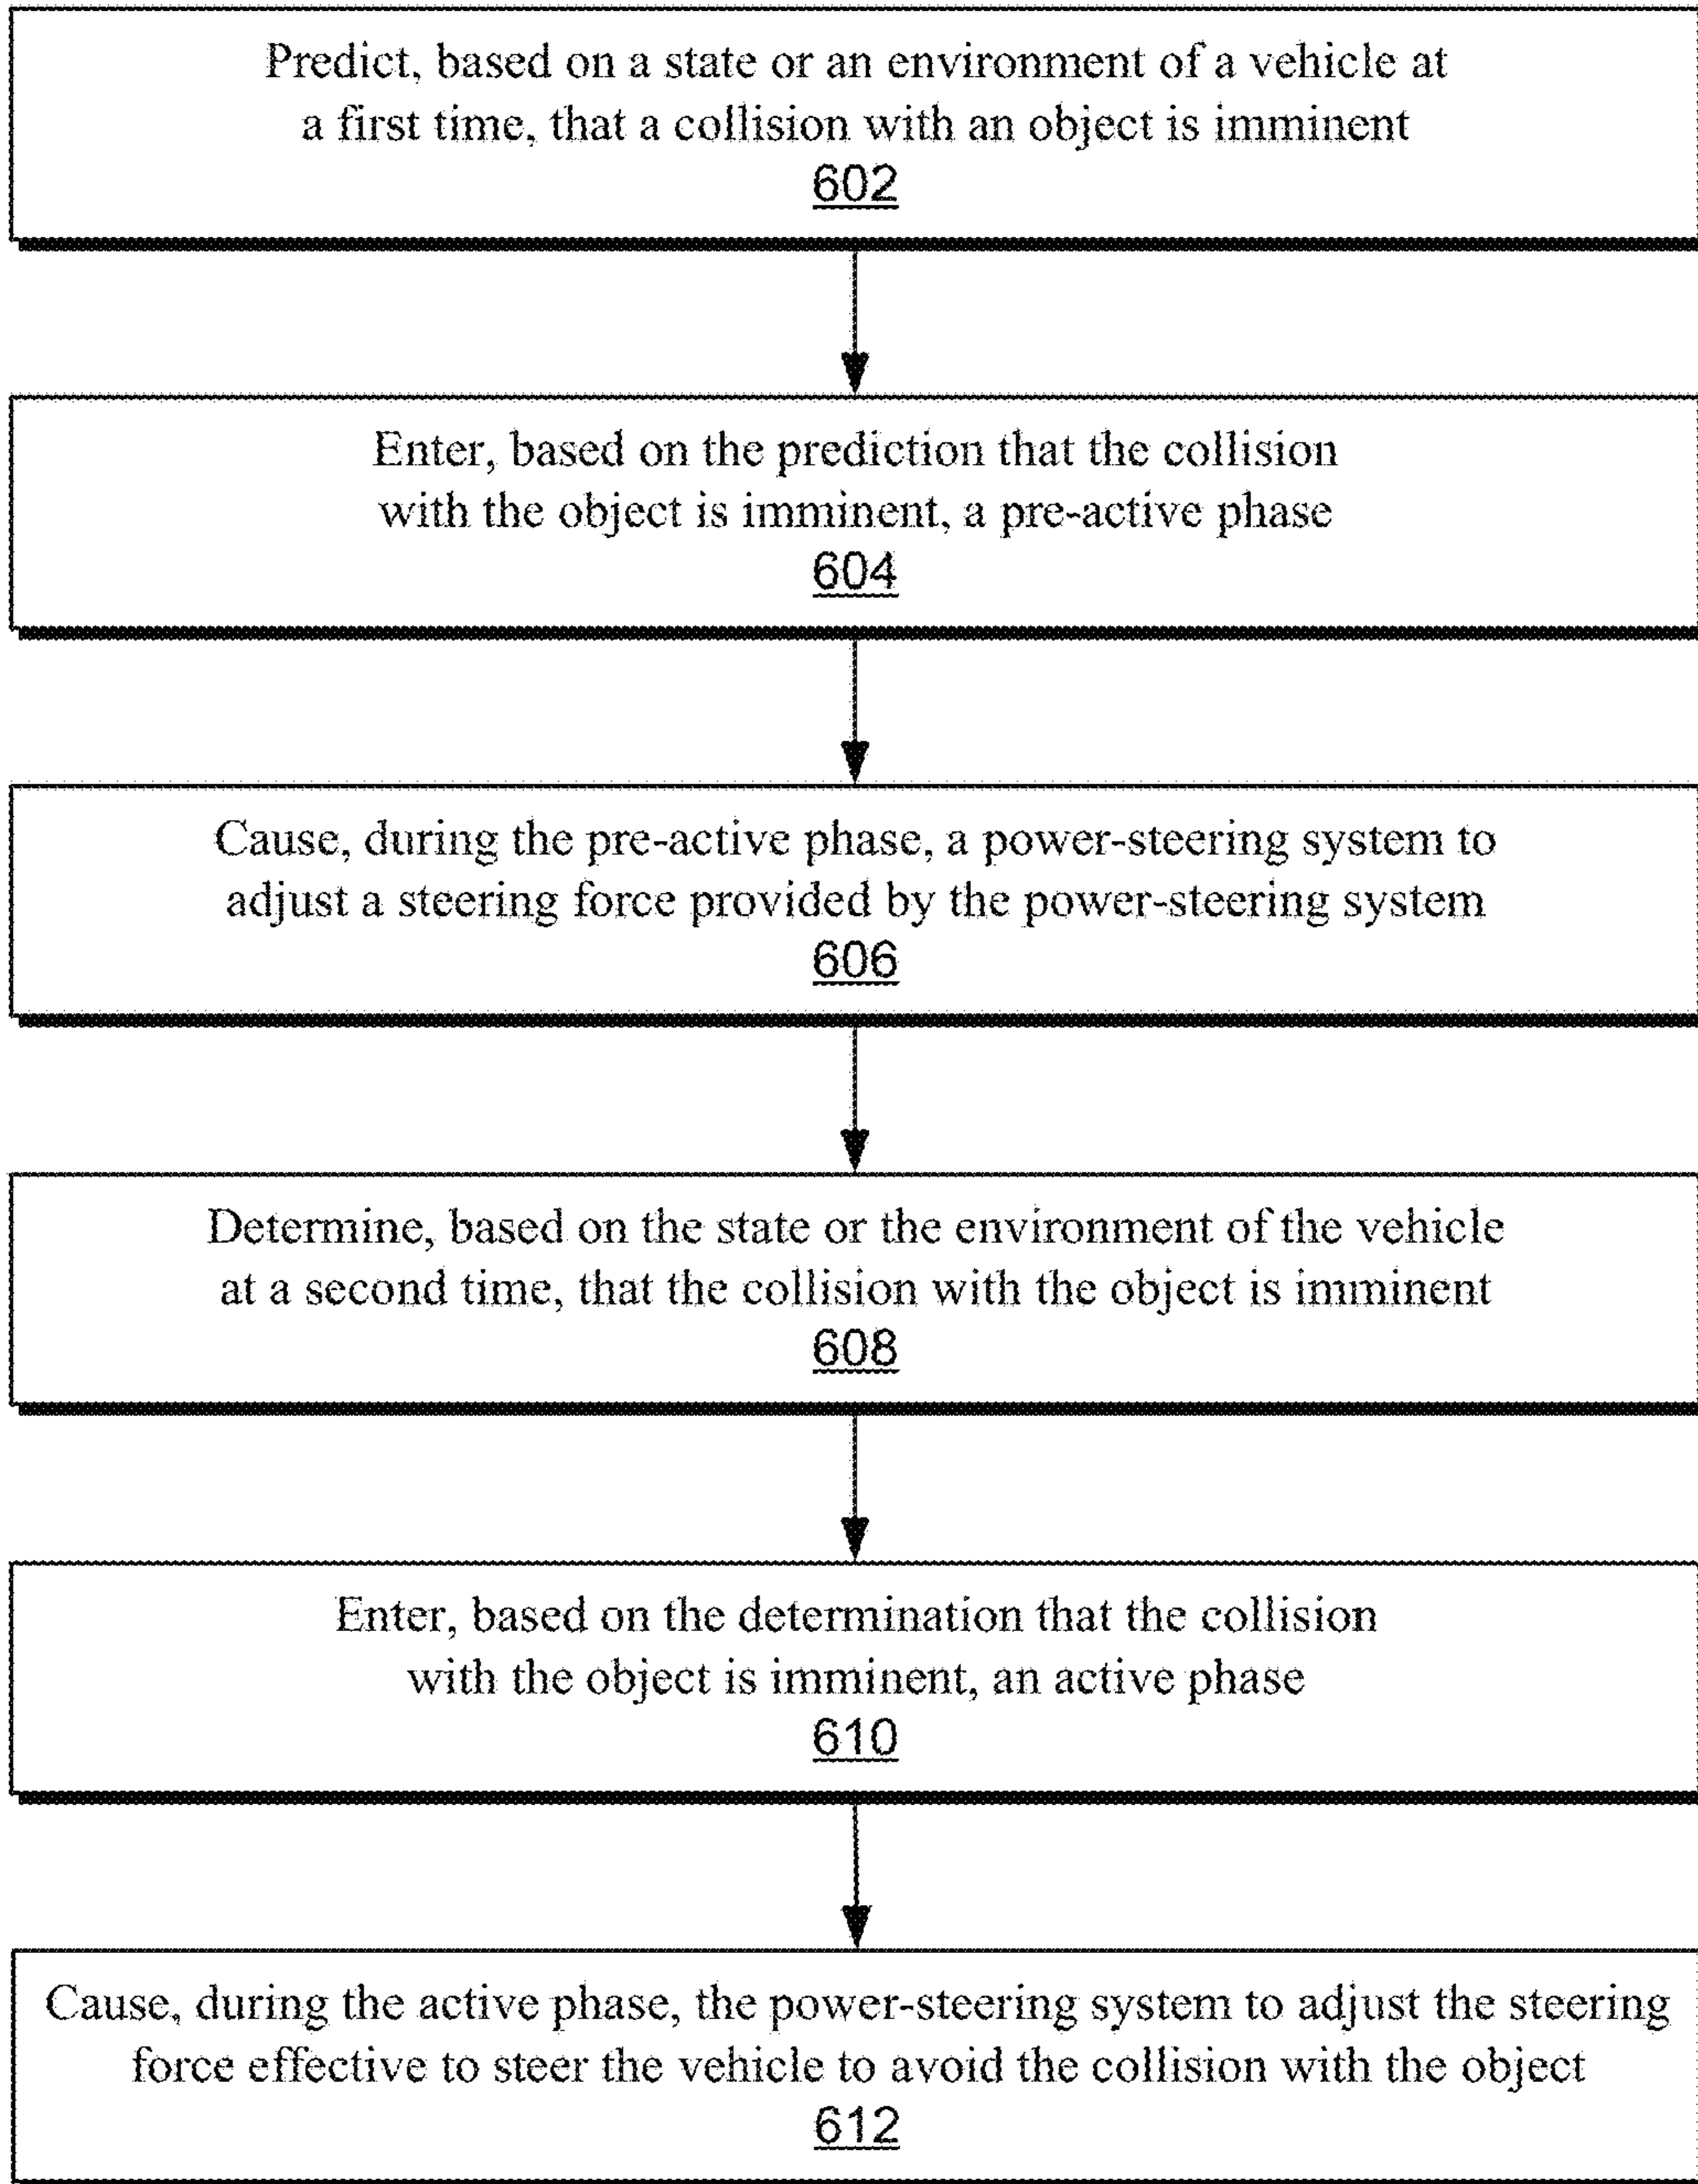 Predict, based on a state or an environment of a vehicle at
a first time, that a collision with an object is imminent
602
Enter, based on the prediction that the collision
with the object is imminent, a pre-active phase
604
Cause, during the pre-active phase, a power-steering system to
adjust a steering force provided by the power-steering system
606
Determine, based on the state or the environment of the vehicle
at a second time, that the collision with the object is imminent
608
Enter, based on the determination that the collision
with the object is imminent, an active phase
610
Cause, during the active phase, the power-steering system to adjust the steering
force effective to steer the vehicle to avoid the collision with the object
612